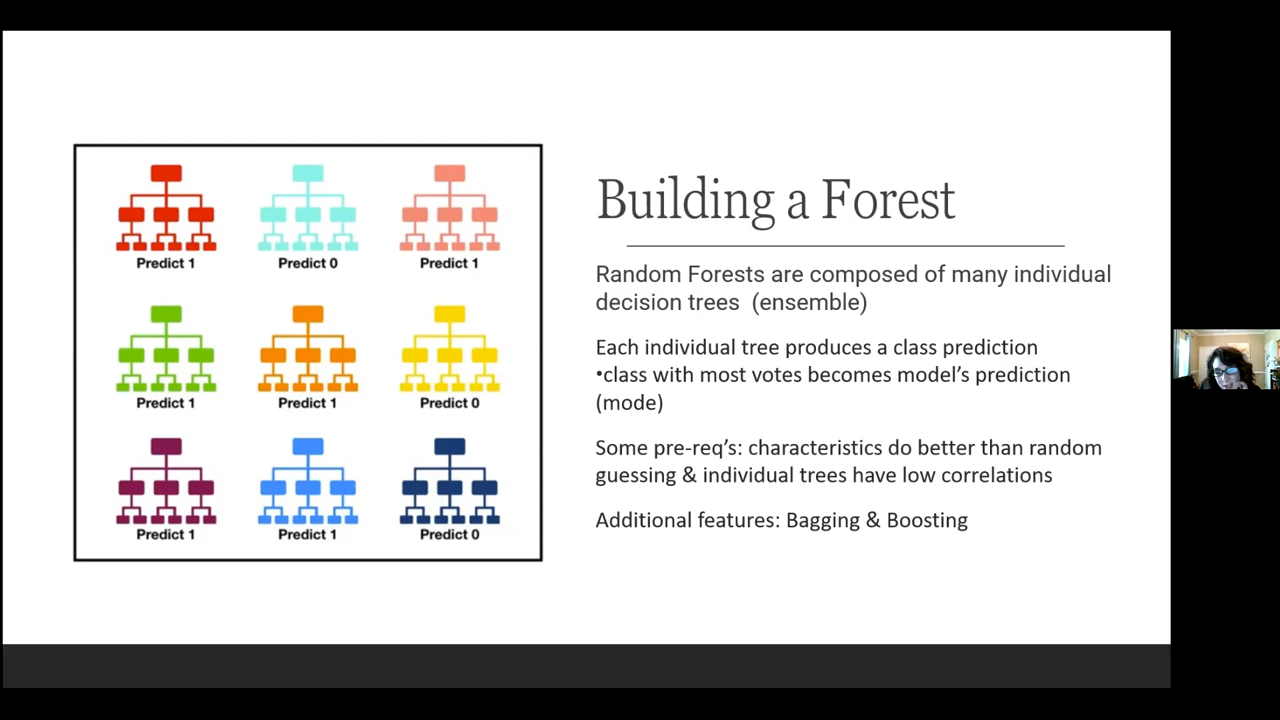 Building a Forest
Random Forests are composed of many individual
decision trees (ensemble)
Each individual tree produces a class prediction
•class with most votes becomes model's prediction
(mode)
Some pre-req's: characteristics do better than random
guessing & individual trees have low correlations
Additional features: Bagging & Boosting
Predict 1
Predict 0
Predict 1
Predict 1
Predict 1
Predict 0
Predict 1
Predict 1
Predict 0